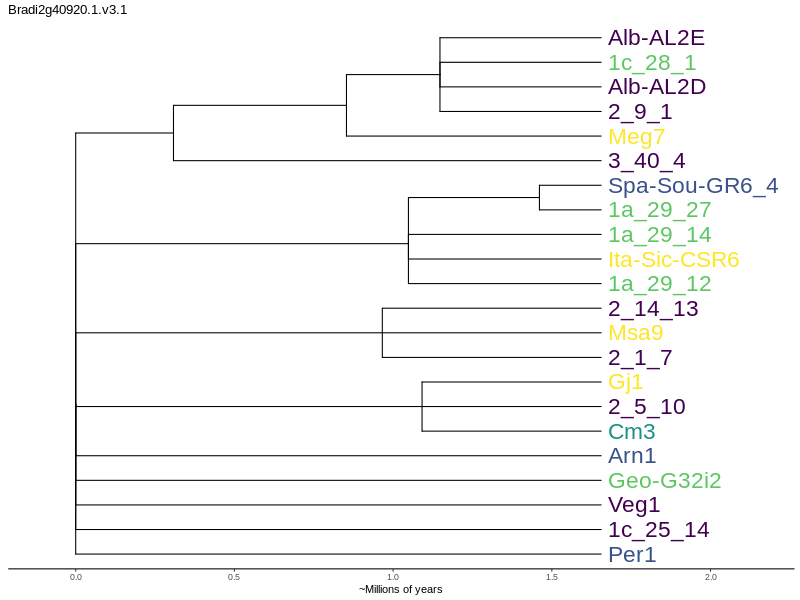 Bradi2g40920.1.v3.1
Alb-AL2E
1c_28_1
Alb-AL2D
2_9_1
Meg7
3_40_4
Spa-Sou-GR6_4
1a_29_27
1a_29_14
Ita-Sic-CSR6
1a_29_12
2_14_13
Msa9
2_1_7
Gj1
2_5_10
Cm3
Arn1
Geo-G32i2
Veg1
1c_25_14
Per1
0.0 0.5 1.0 1.5 2.0
~Millions of years